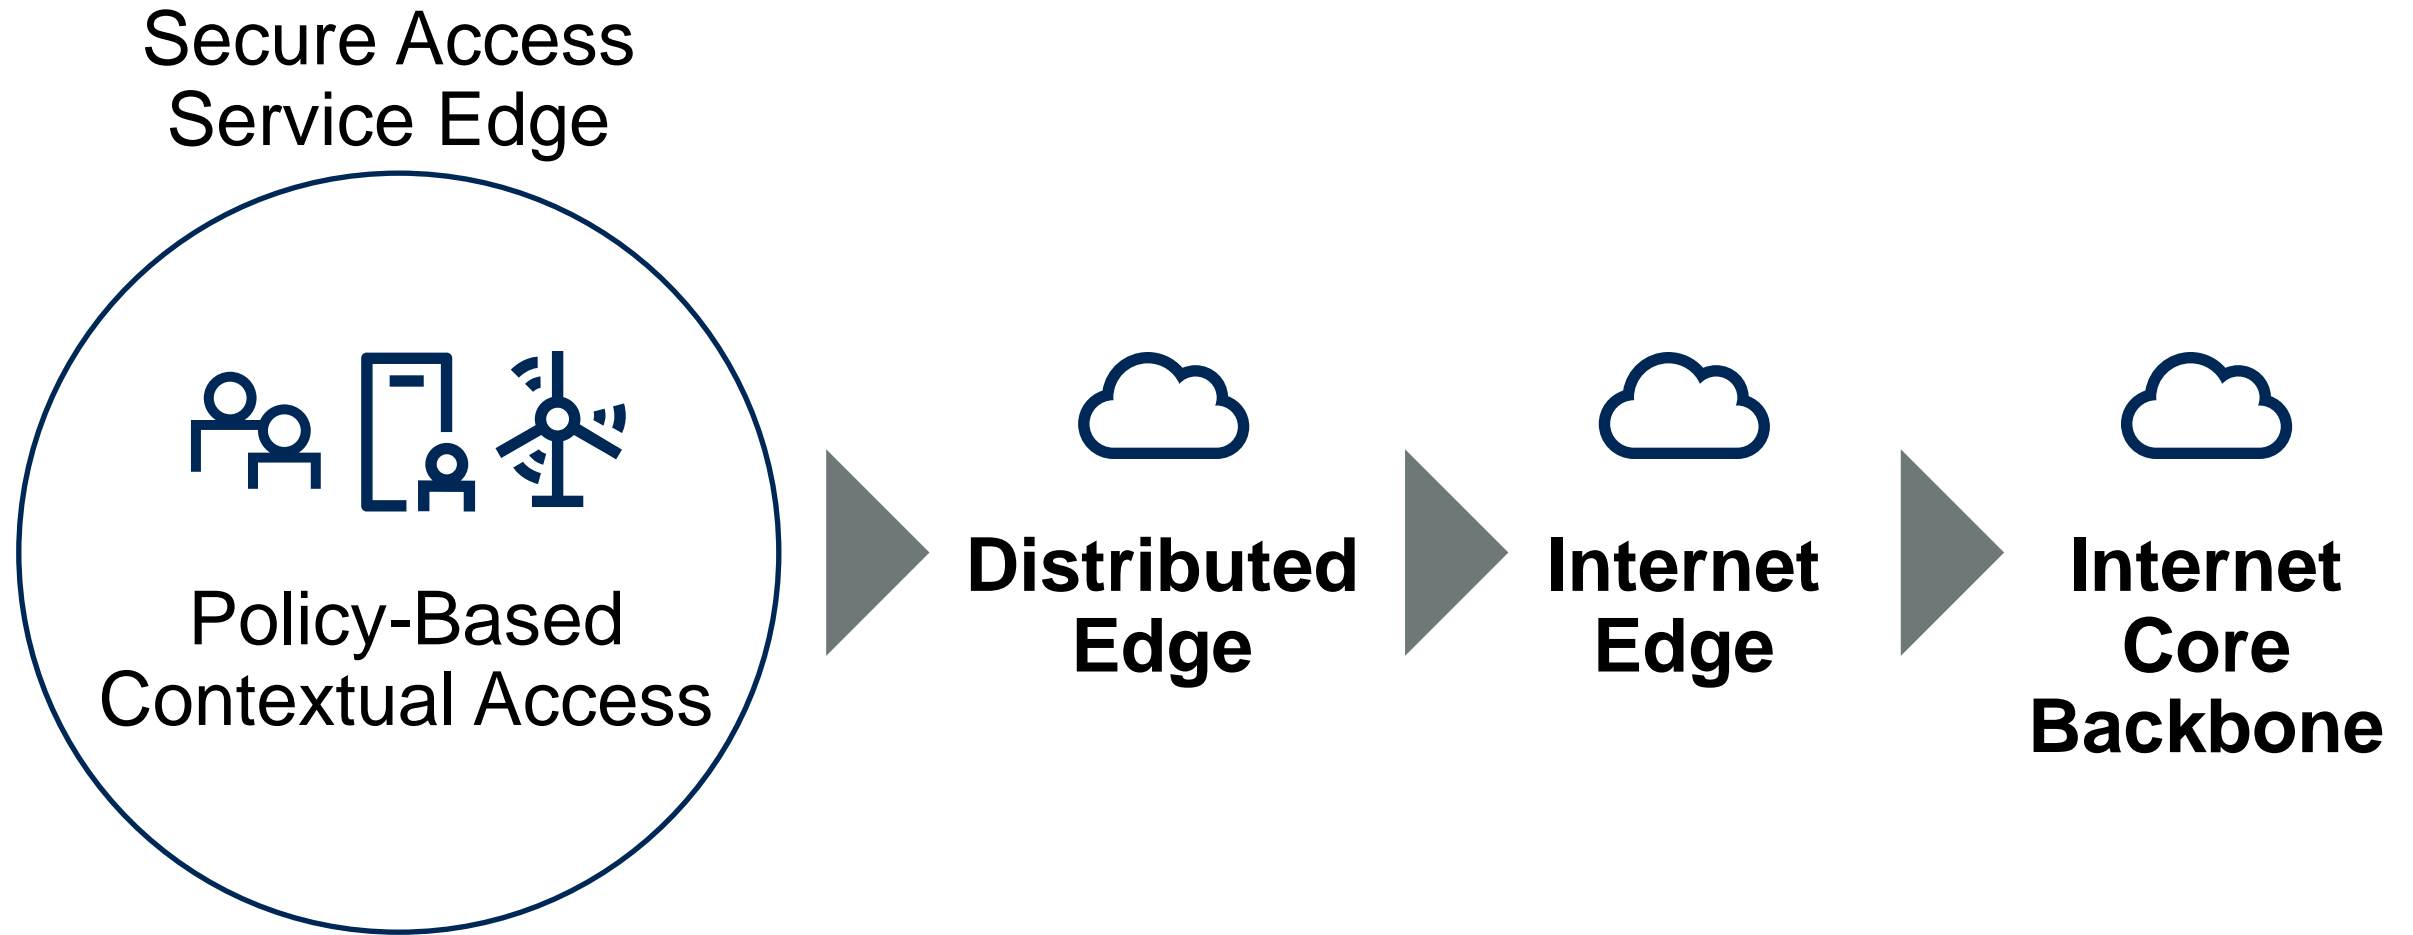 Secure Access
Service Edge
Policy-Based
Contextual Access
Distributed
Edge
Internet
Edge
Internet
Core
Backbone